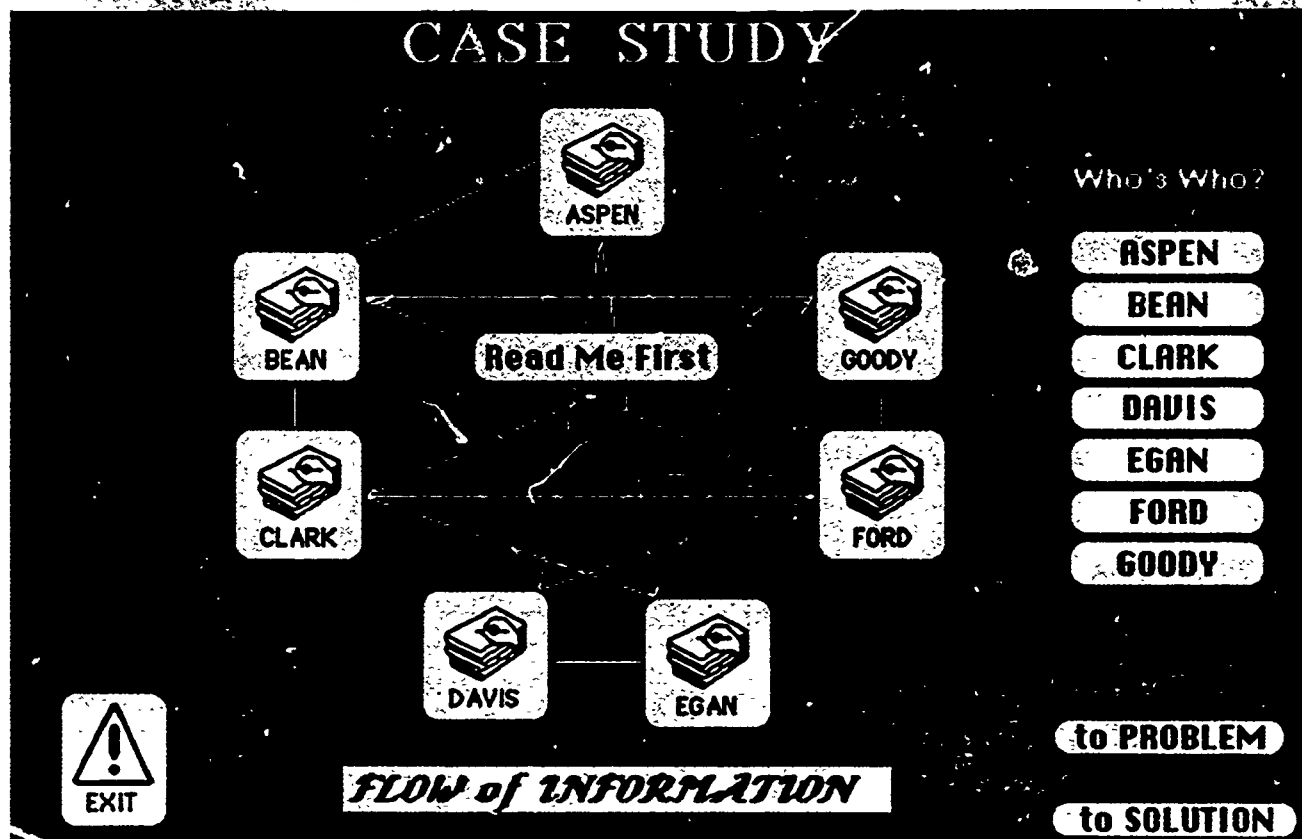 CASE STUDY
ASPEN
BEAN
Read Me First
GOODY
CLARK
FORD
DAVIS
EGAN
EXIT
FLOW of INFORMATION
Who's Who?
ASPEN
BEAN
CLARK
DAVIS
EGAN
FORD
GOODY
to PROBLEM
to SOLUTION